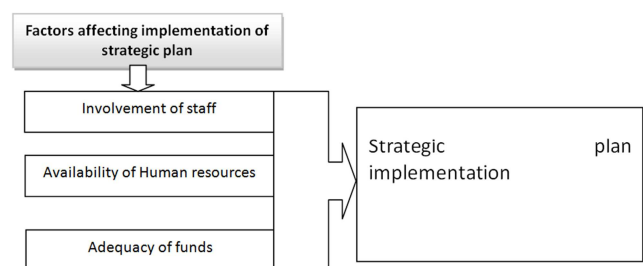 Factors affecting implementation of
strategic plan
Involvement of staff
Availability of Human resources
Adequacy of funds
Strategic plan
implementation